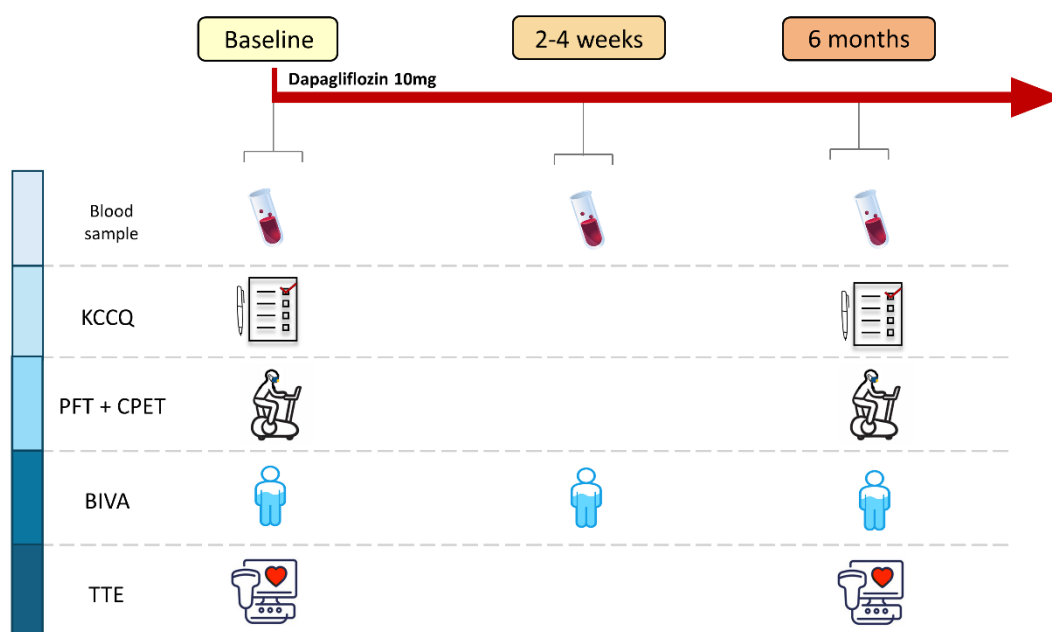 Baseline
2-4 weeks
6 months
Dapagliflozin 10mg
Blood
sample
KCCQ
PFT + CPET
BIVA
TTE